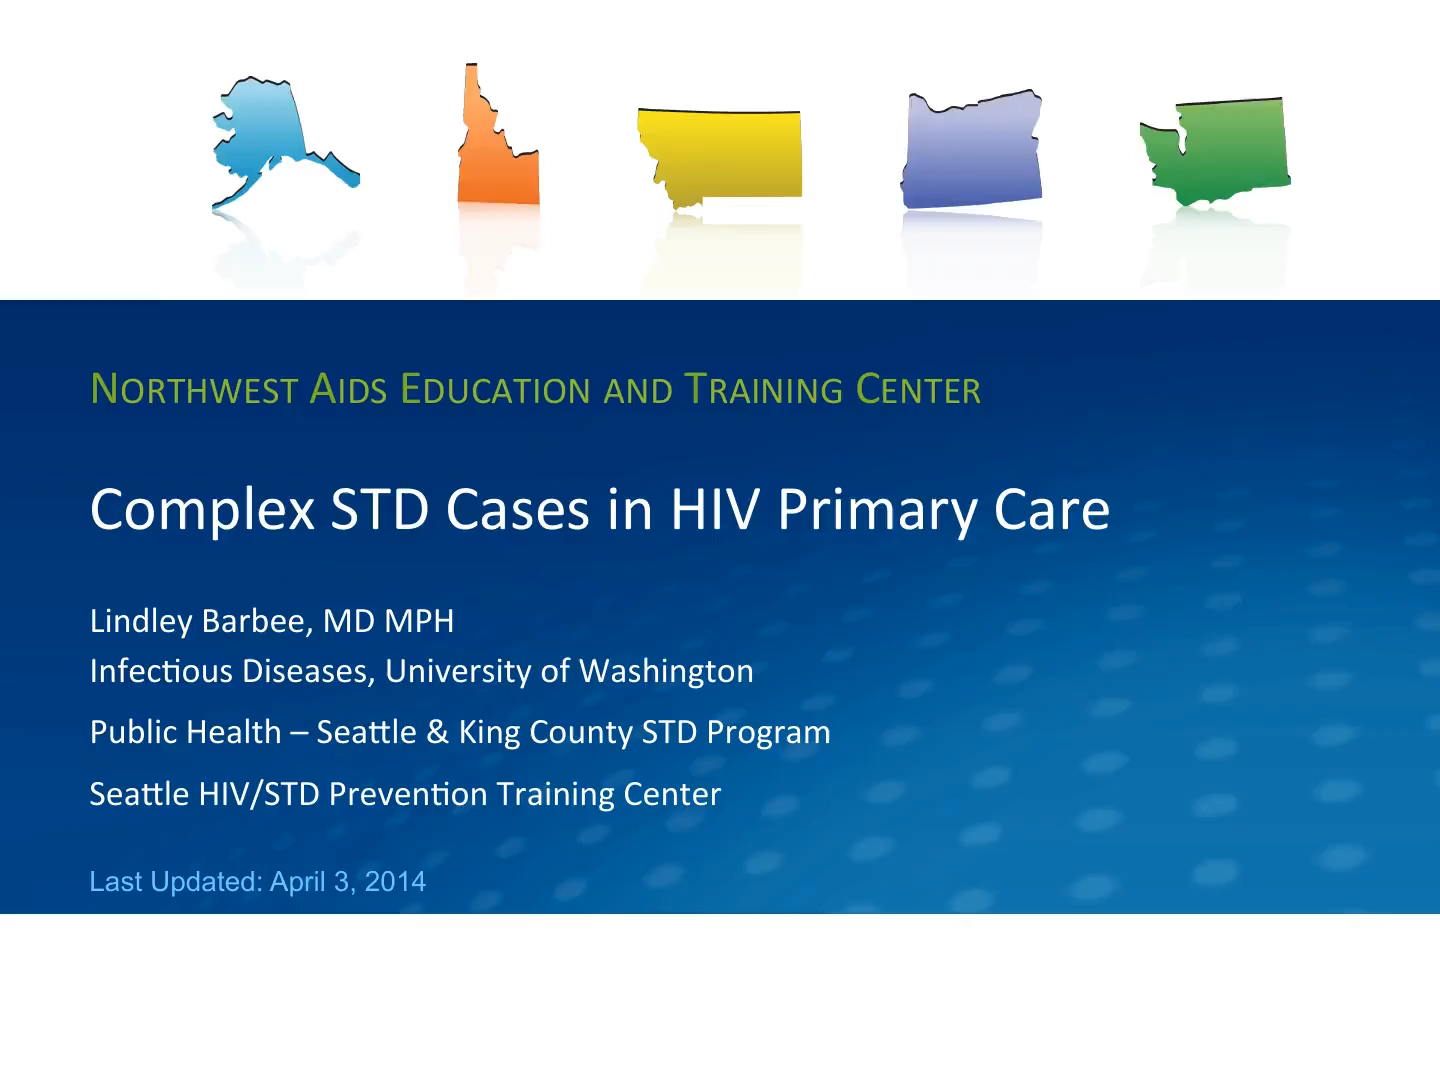 Northwest Aids Education and Training Center
Complex STD Cases in HIV Primary Care
Lindley Barbee, MD MPH
Infectious Diseases, University of Washington
Public Health – Seattle & King County STD Program
Seattle HIV/STD Prevention Training Center
Last Updated: April 3, 2014